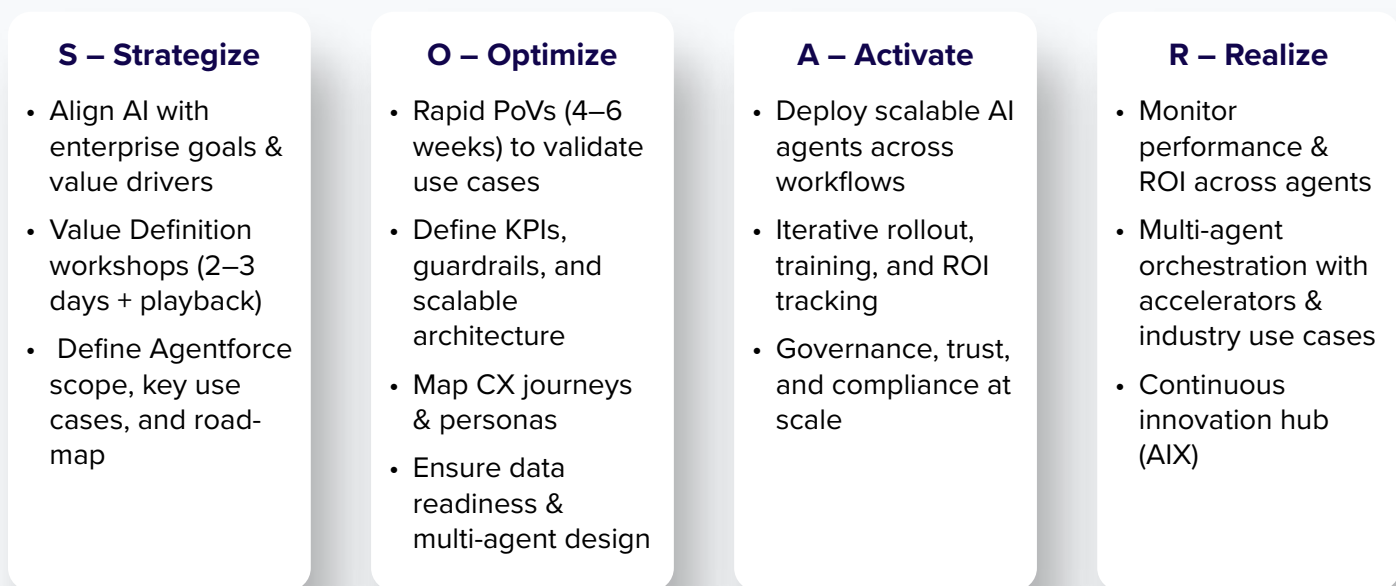 S – Strategize
• Align AI with
enterprise goals &
value drivers
• Value Definition
workshops (2–3
days + playback)
• Define Agentforce
scope, key use
cases, and road-
map
O – Optimize
• Rapid PoVs (4–6
weeks) to validate
use cases
• Define KPIs,
guardrails, and
scalable
architecture
• Map CX journeys
& personas
• Ensure data
readiness &
multi-agent design
A – Activate
• Deploy scalable AI
agents across
workflows
• Iterative rollout,
training, and ROI
tracking
• Governance, trust,
and compliance at
scale
R – Realize
• Monitor
performance &
ROI across agents
• Multi-agent
orchestration with
accelerators &
industry use cases
• Continuous
innovation hub
(AIX)